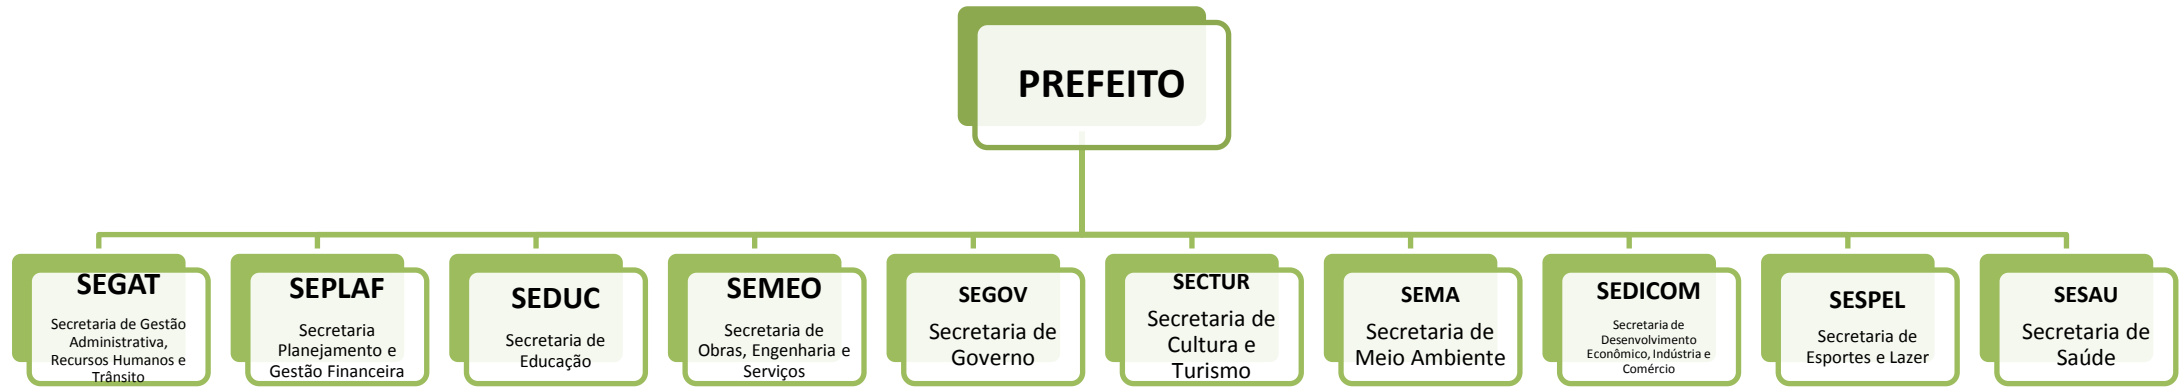 PREFEITO
SEGAT
Secretaria de Gestão
Administrativa,
Recursos Humanos e
Trânsito
SEPLAF
Secretaria
Planejamento e
Gestão Financeira
SEDUC
Secretaria de
Educação
SEMEO
Secretaria de
Obras, Engenharia e
Serviços
SEGOV
Secretaria de
Governo
SECTUR
Secretaria de
Cultura e
Turismo
SEMA
Secretaria de
Meio Ambiente
SEDICOM
Secretaria de
Desenvolvimento
Econômico, Indústria e
Comércio
SESPEL
Secretaria de
Esportes e Lazer
SESAU
Secretaria de
Saúde